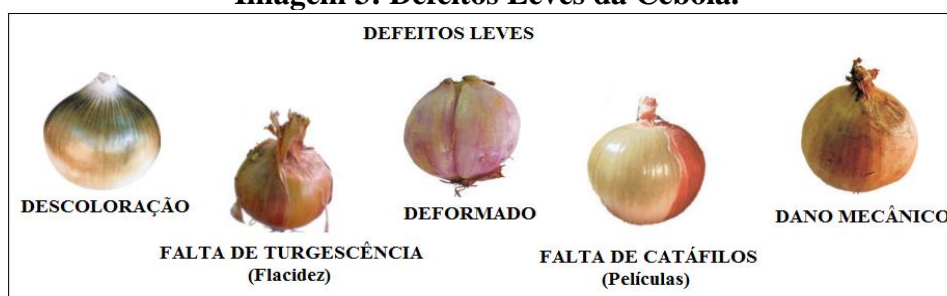 Imagem 3: Defeitos Leves da Cebola.
DEFEITOS LEVES
DESCOLORAÇÃO
FALTA DE TURGESCÊNCIA
(Flacidez)
DEFORMADO
FALTA DE CATÁFILOS
(Películas)
DANO MECÂNICO